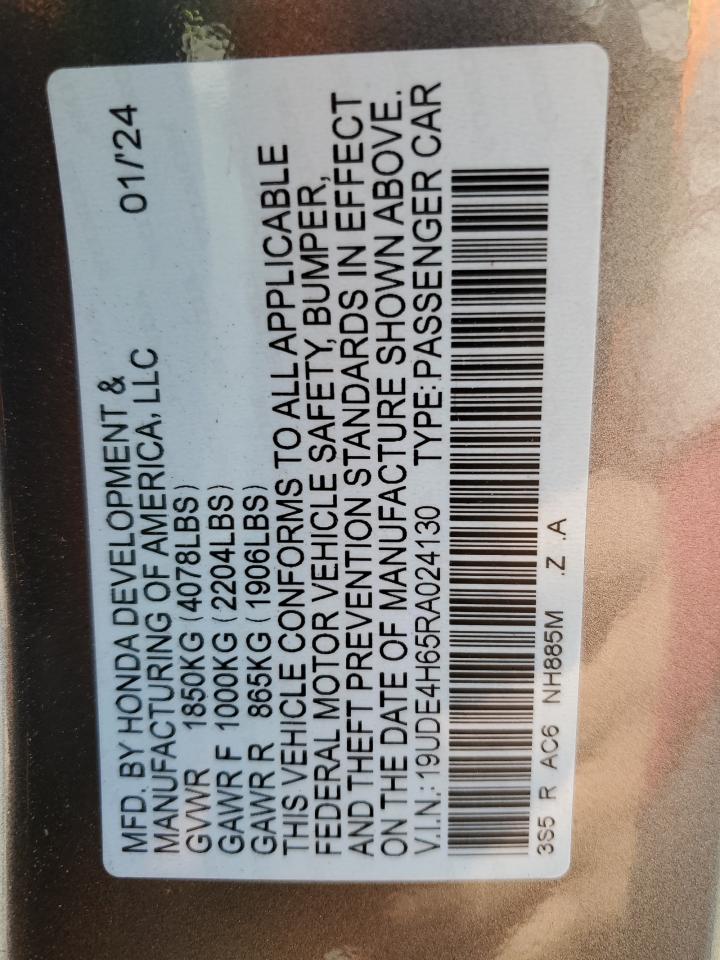 MFD. BY HONDA DEVELOPMENT & 01/'24
MANUFACTURING OF AMERICA, LLC
GVWR 1850KG (4078LBS)
GAWR F 1000KG (2204LBS)
GAWR R 865KG (1906LBS)
THIS VEHICLE CONFORMS TO ALL APPLICABLE
FEDERAL MOTOR VEHICLE SAFETY, BUMPER,
AND THEFT PREVENTION STANDARDS IN EFFECT
ON THE DATE OF MANUFACTURE SHOWN ABOVE.
V.I.N.: 19UDE4H65RA024130 TYPE: PASSENGER CAR
3S5 R AC6 NH885M .Z .A